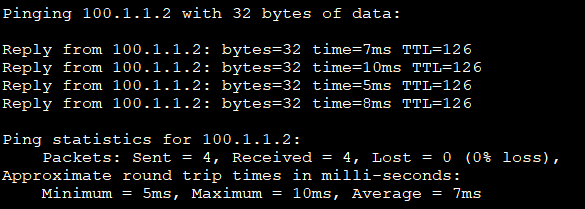 Pinging 100.1.1.2 with 32 bytes of data:
Reply from 100.1.1.2: bytes=32 time=7ms TTL=126
Reply from 100.1.1.2: bytes=32 time=10ms TTL=126
Reply from 100.1.1.2: bytes=32 time=5ms TTL=126
Reply from 100.1.1.2: bytes=32 time=8ms TTL=126
Ping statistics for 100.1.1.2:
    Packets: Sent = 4, Received = 4, Lost = 0 (0% loss),
Approximate round trip times in milli-seconds:
    Minimum = 5ms, Maximum = 10ms, Average = 7ms